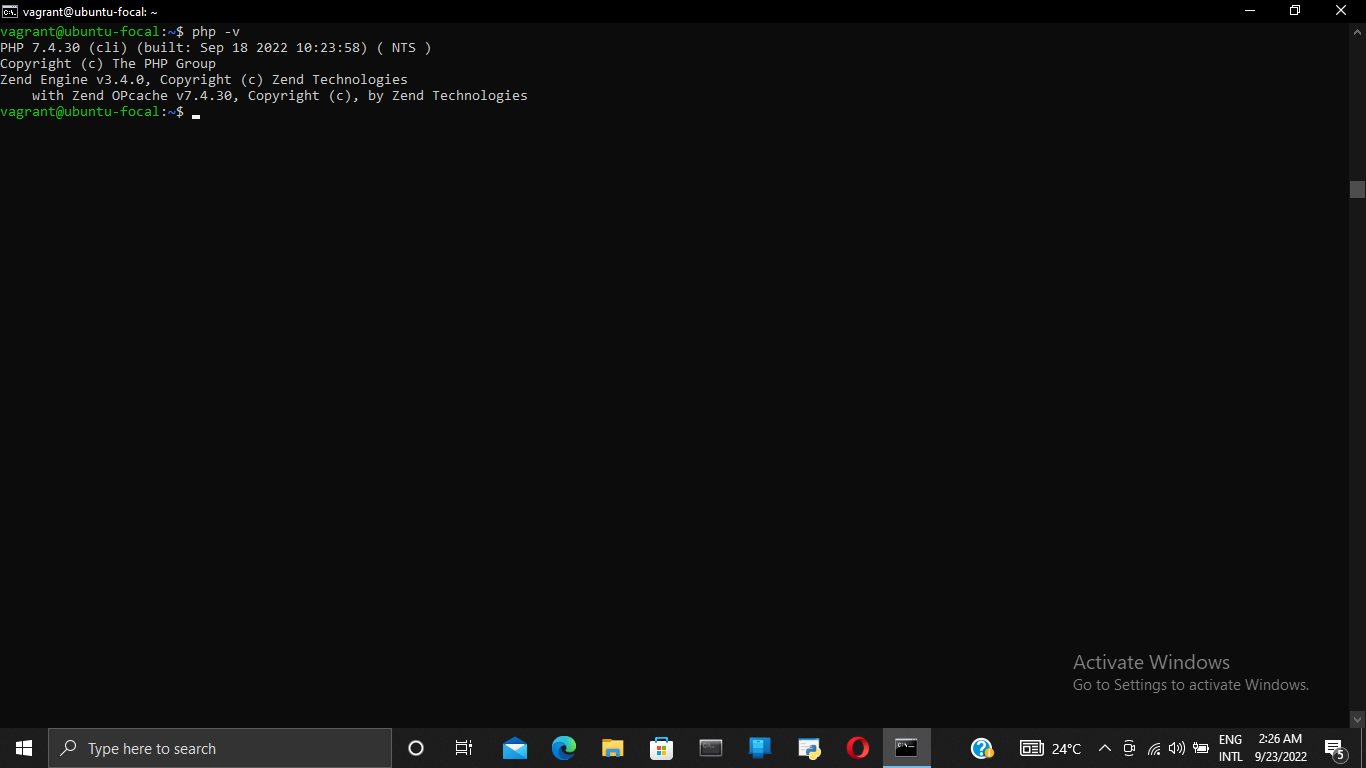 vagrant@ubuntu-focal: ~
vagrant@ubuntu-focal:~$ php -v
PHP 7.4.30 (cli) (built: Sep 18 2022 10:23:58) ( NTS )
Copyright (c) The PHP Group
Zend Engine v3.4.0, Copyright (c) Zend Technologies
    with Zend OPcache v7.4.30, Copyright (c), by Zend Technologies
vagrant@ubuntu-focal:~$
Activate Windows
Go to Settings to activate Windows.
Type here to search
24°C
ENG
INTL
2:26 AM
9/23/2022
5